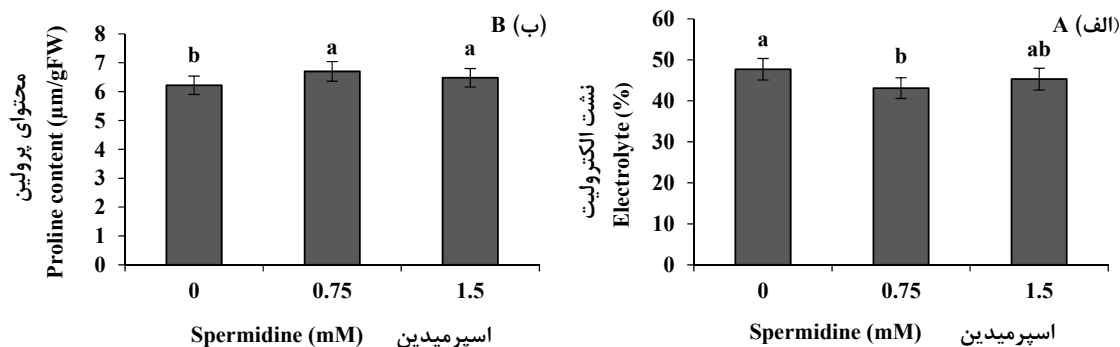 B (ب)
محتوای پرولین
Proline content (µm/gFW)
8
7
6
5
4
3
2
1
0
b
a
a
0
0.75
1.5
Spermidine (mM) اسپرمیدین
A (الف)
نشت الکترولیت
Electrolyte (%)
60
50
40
30
20
10
0
a
b
ab
0
0.75
1.5
Spermidine (mM) اسپرمیدین